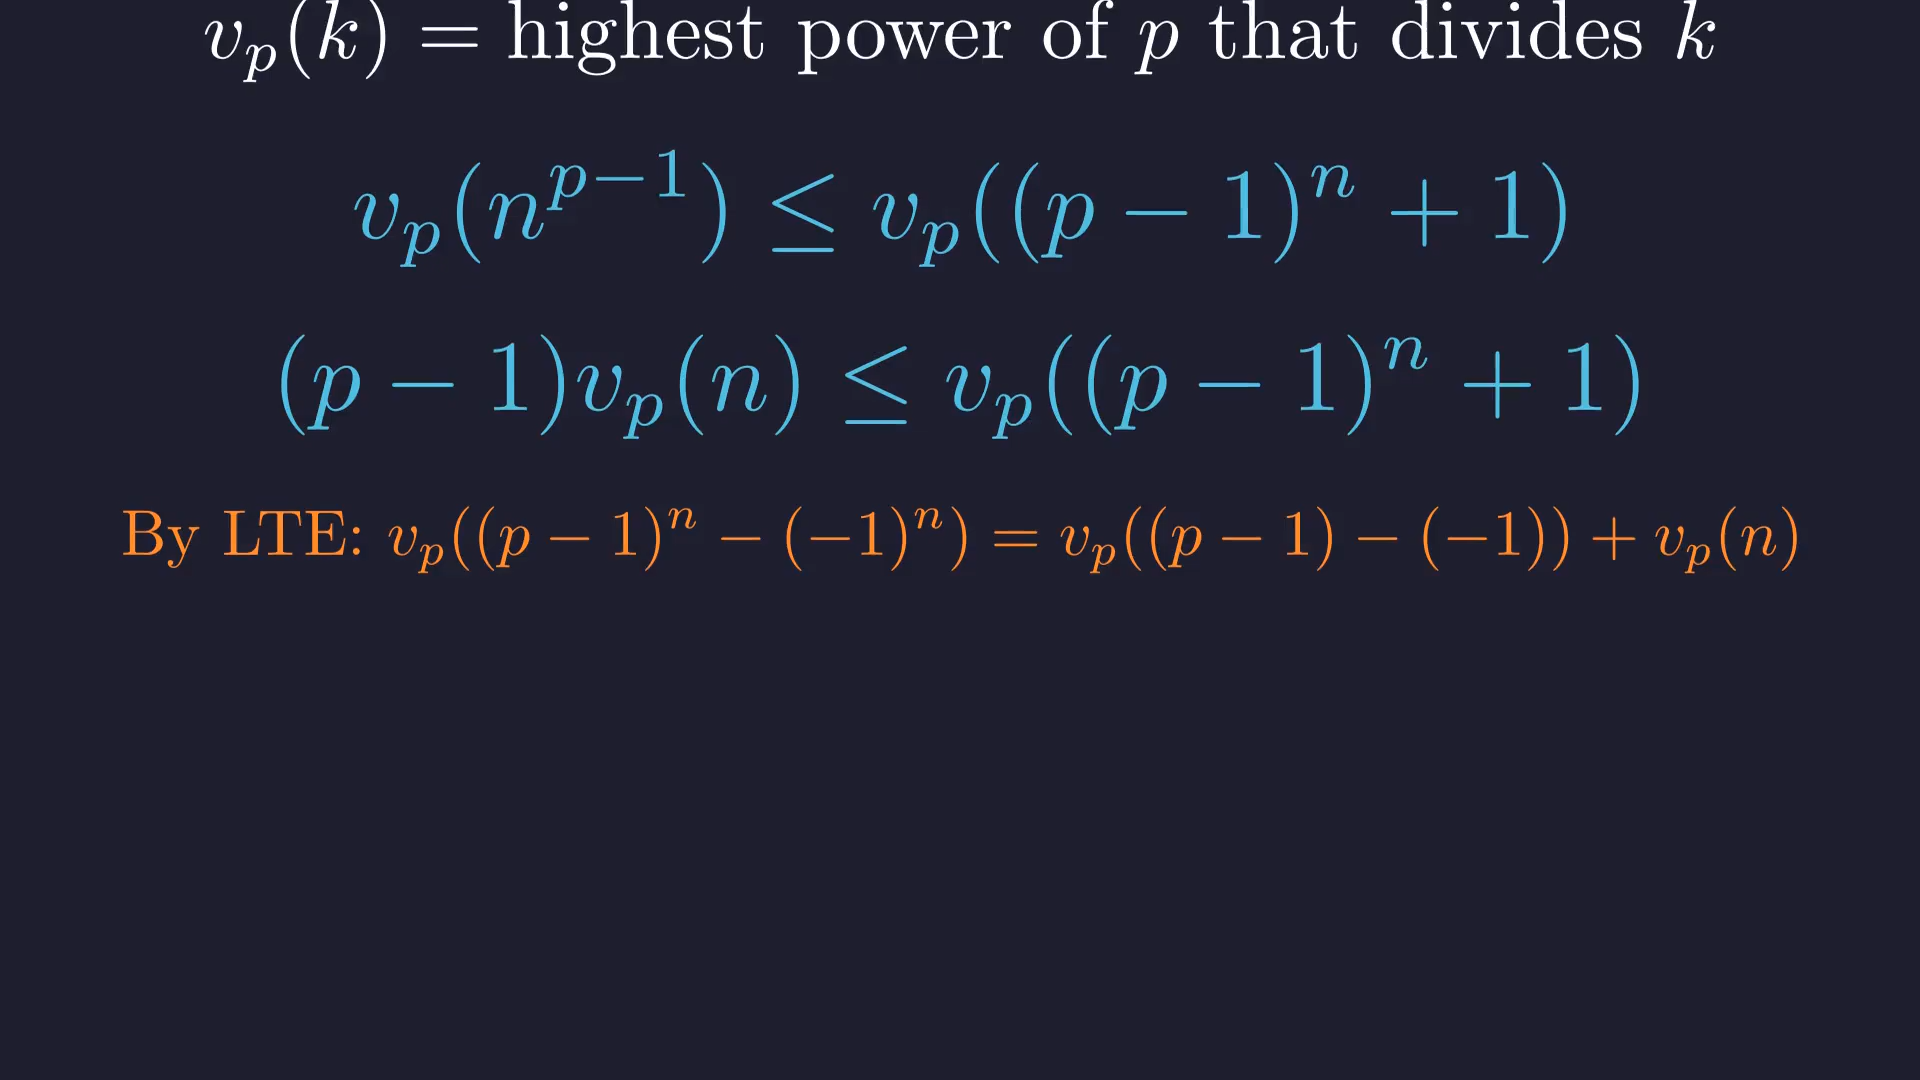 v_p(k) = highest power of p that divides k
v_p(n^{p−1}) ≤ v_p((p − 1)^n + 1)
(p − 1)v_p(n) ≤ v_p((p − 1)^n + 1)
By LTE: v_p((p − 1)^n − (−1)^n) = v_p((p − 1) − (−1)) + v_p(n)